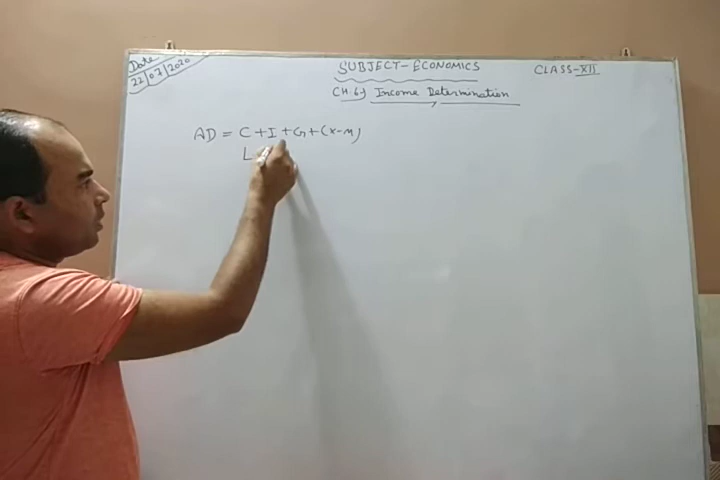 Date
22/07/2020
SUBJECT-ECONOMICS
CLASS-XII
CH.6) Income Determination
AD = C + I + G + (X-M)
L